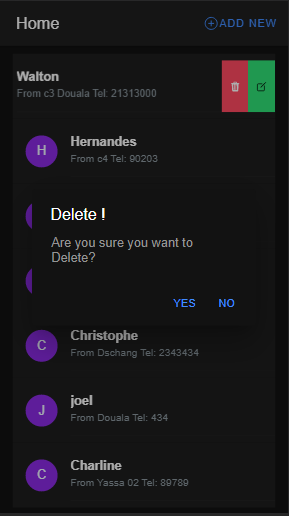 Home
ADD NEW
Walton
From c3 Douala Tel: 21313000
H
Hernandes
From c4 Tel: 90203
Delete !
Are you sure you want to
Delete?
YES NO
C
Christophe
From Dschang Tel: 2343434
J
joel
From Douala Tel: 434
C
Charline
From Yassa 02 Tel: 89789